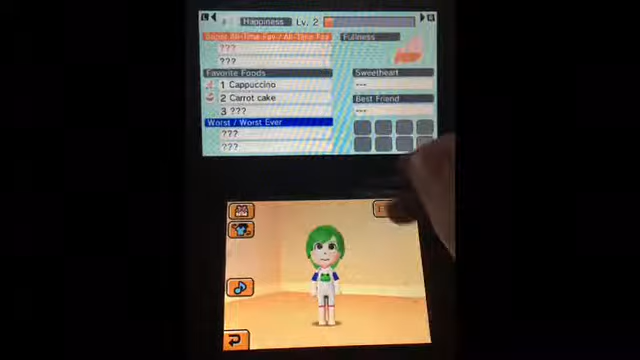 L Happiness Lv. 2 R
Super All-Time Fav / All-Time Fav
Fullness
???
???
Favorite Foods
Sweetheart
1 Cappuccino
---
2 Carrot cake
Best Friend
3 ???
---
Worst / Worst Ever
???
???